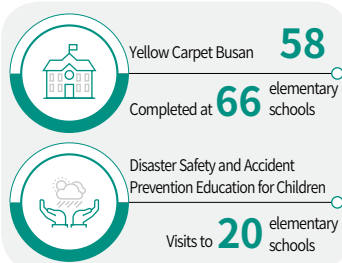 Yellow Carpet Busan 58
Completed at 66 elementary schools
Disaster Safety and Accident
Prevention Education for Children
Visits to 20 elementary schools